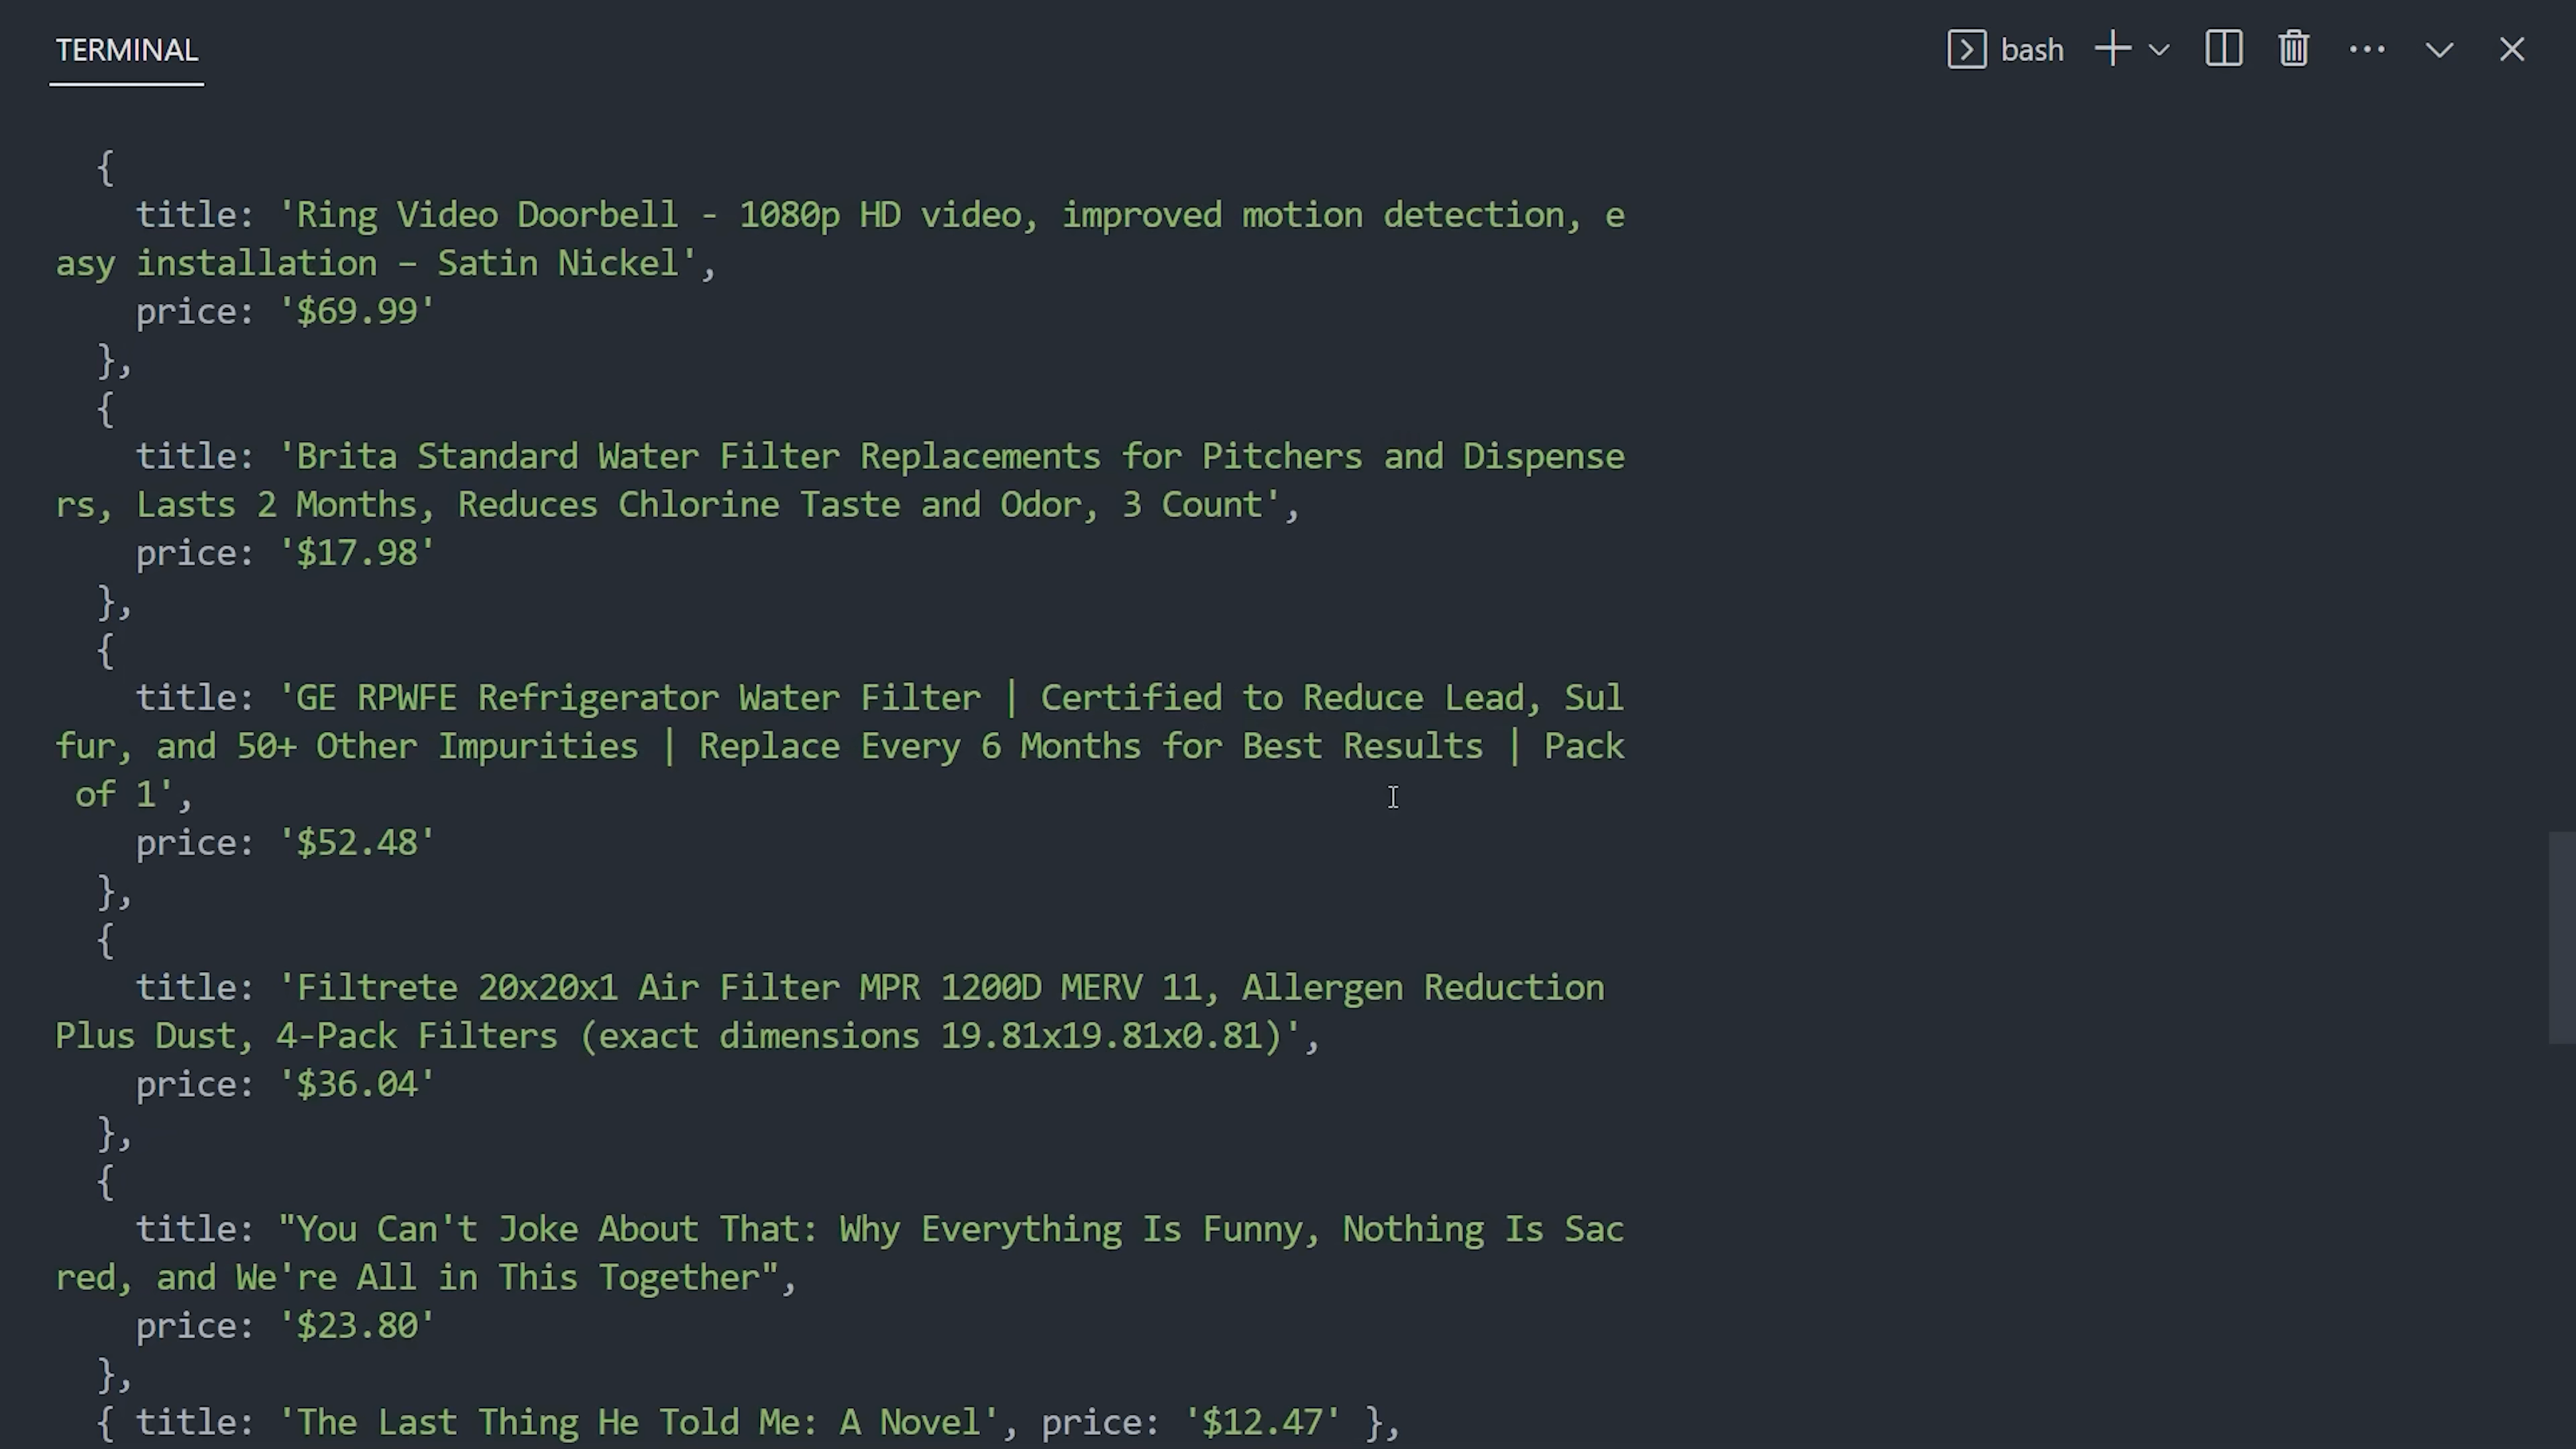 TERMINAL
bash
{
title: 'Ring Video Doorbell - 1080p HD video, improved motion detection, e
asy installation – Satin Nickel',
price: '$69.99'
},
{
title: 'Brita Standard Water Filter Replacements for Pitchers and Dispense
rs, Lasts 2 Months, Reduces Chlorine Taste and Odor, 3 Count',
price: '$17.98'
},
{
title: 'GE RPWFE Refrigerator Water Filter | Certified to Reduce Lead, Sul
fur, and 50+ Other Impurities | Replace Every 6 Months for Best Results | Pack
of 1',
price: '$52.48'
},
{
title: 'Filtrete 20x20x1 Air Filter MPR 1200D MERV 11, Allergen Reduction
Plus Dust, 4-Pack Filters (exact dimensions 19.81x19.81x0.81)',
price: '$36.04'
},
{
title: "You Can't Joke About That: Why Everything Is Funny, Nothing Is Sac
red, and We're All in This Together",
price: '$23.80'
},
{ title: 'The Last Thing He Told Me: A Novel', price: '$12.47' },